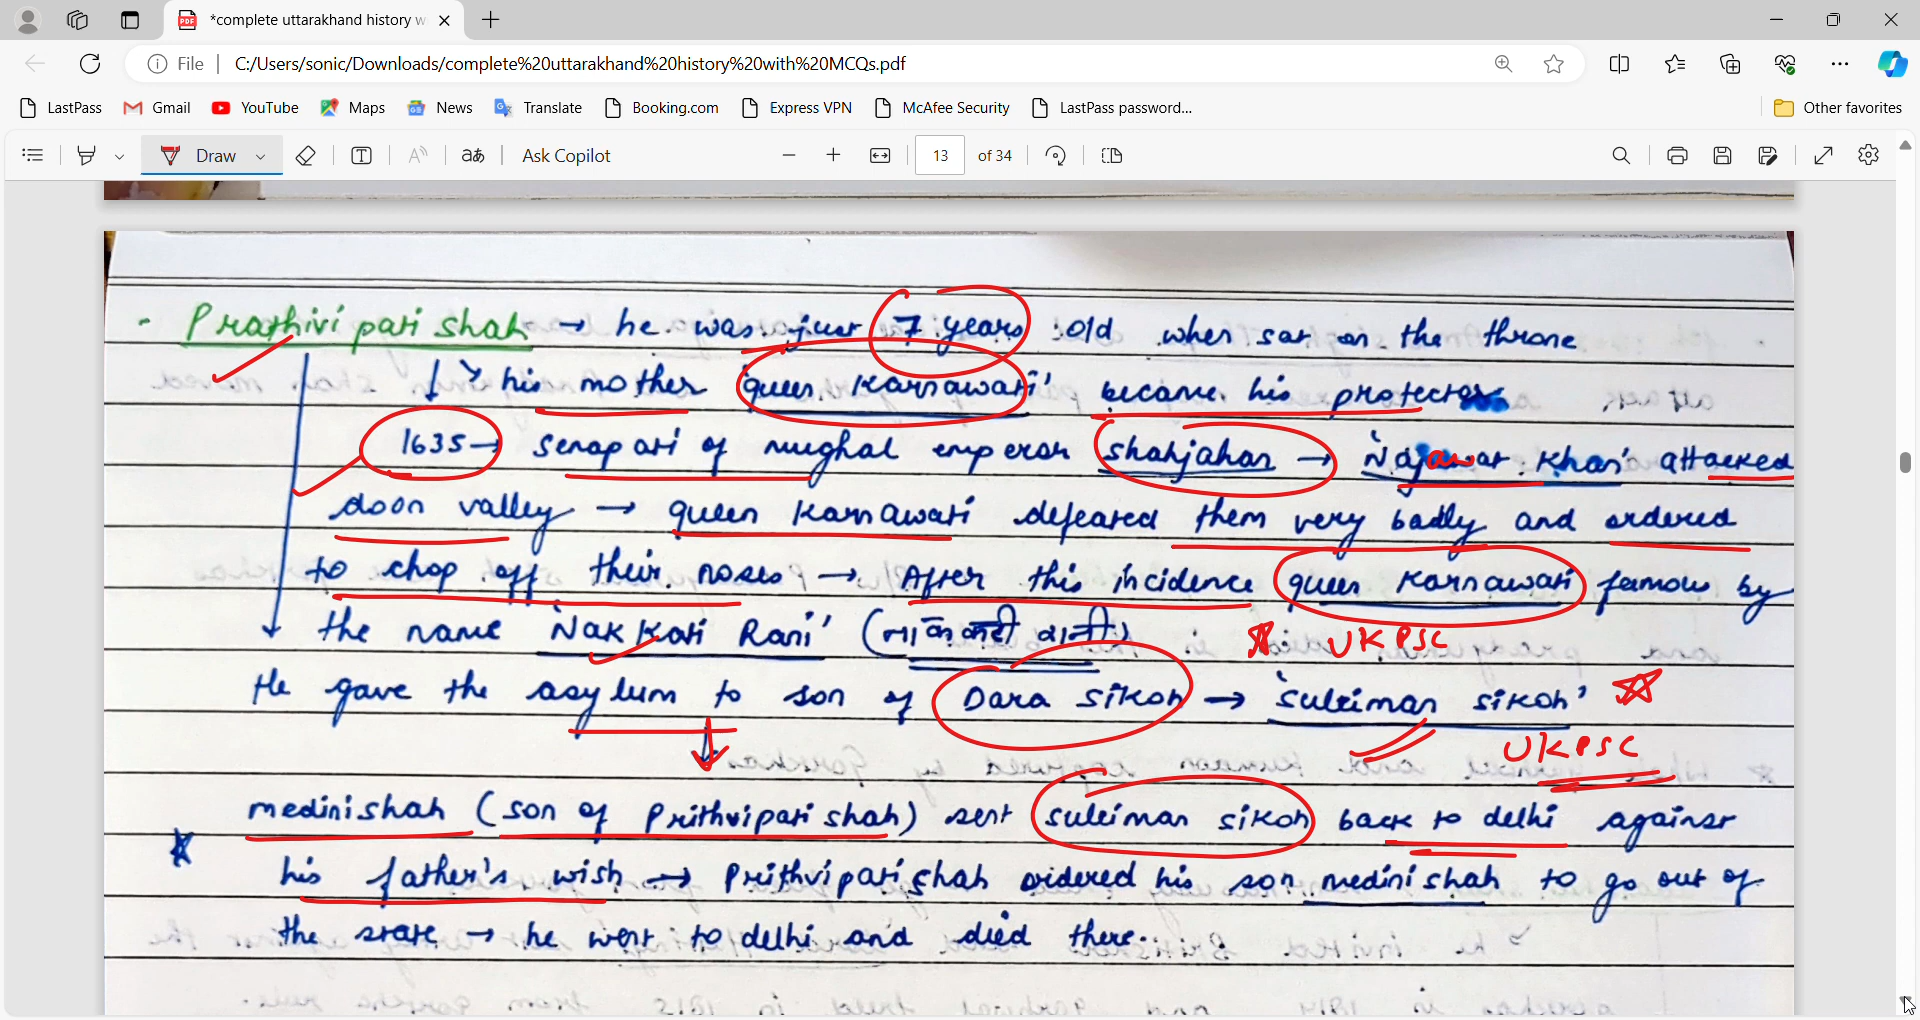 *complete uttarakhand history w
File | C:/Users/sonic/Downloads/complete%20uttarakhand%20history%20with%20MCQs.pdf
LastPass Gmail YouTube Maps News Translate Booking.com Express VPN McAfee Security LastPass password... Other favorites
Draw Ask Copilot 13 of 34
Prathivi pati shah → he was just 7 years old when sat on the throne
his mother 'queen Karnawati' became his protector
1635 → senapati of mughal emperor shahjahan → 'Najawat Khan' attacked
doon valley → queen Karnawati defeated them very badly and ordered
to chop off their noses → After this incidence queen Karnawati famous by
the name 'Nak Kati Rani' (नाक कटी रानी)
UKPSC
He gave the asylum to son of Dara Sikoh → 'suleiman sikoh'
UKPSC
medinishah (son of Prithvipati shah) sent suleiman sikoh back to delhi against
his father's wish → Prithvipati shah ordered his son medini shah to go out of
the state → he went to delhi and died there.